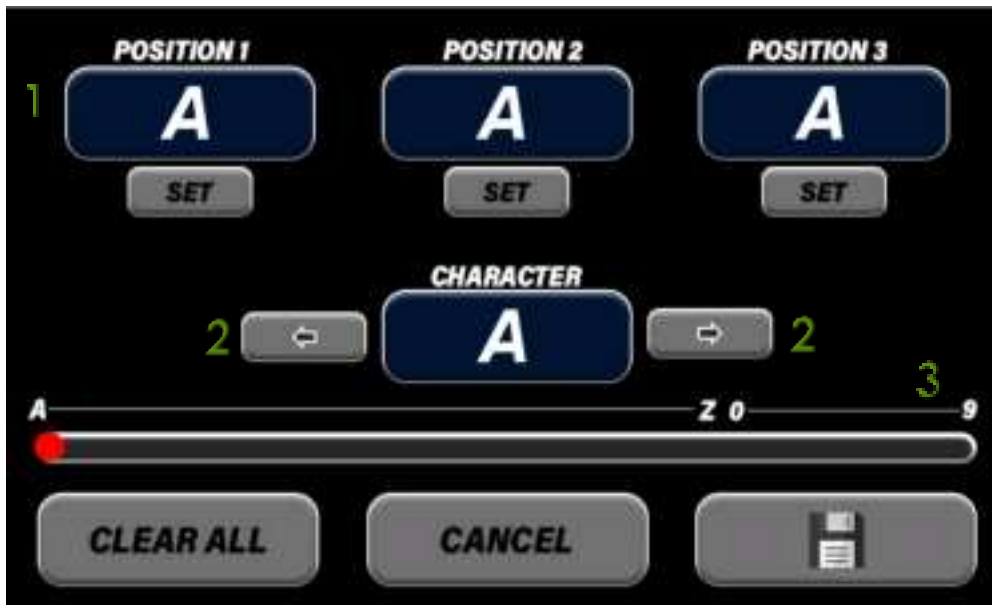 POSITION 1 POSITION 2 POSITION 3
1 A A A
SET SET SET
CHARACTER
2 A 2
3
A Z 0 9
CLEAR ALL CANCEL